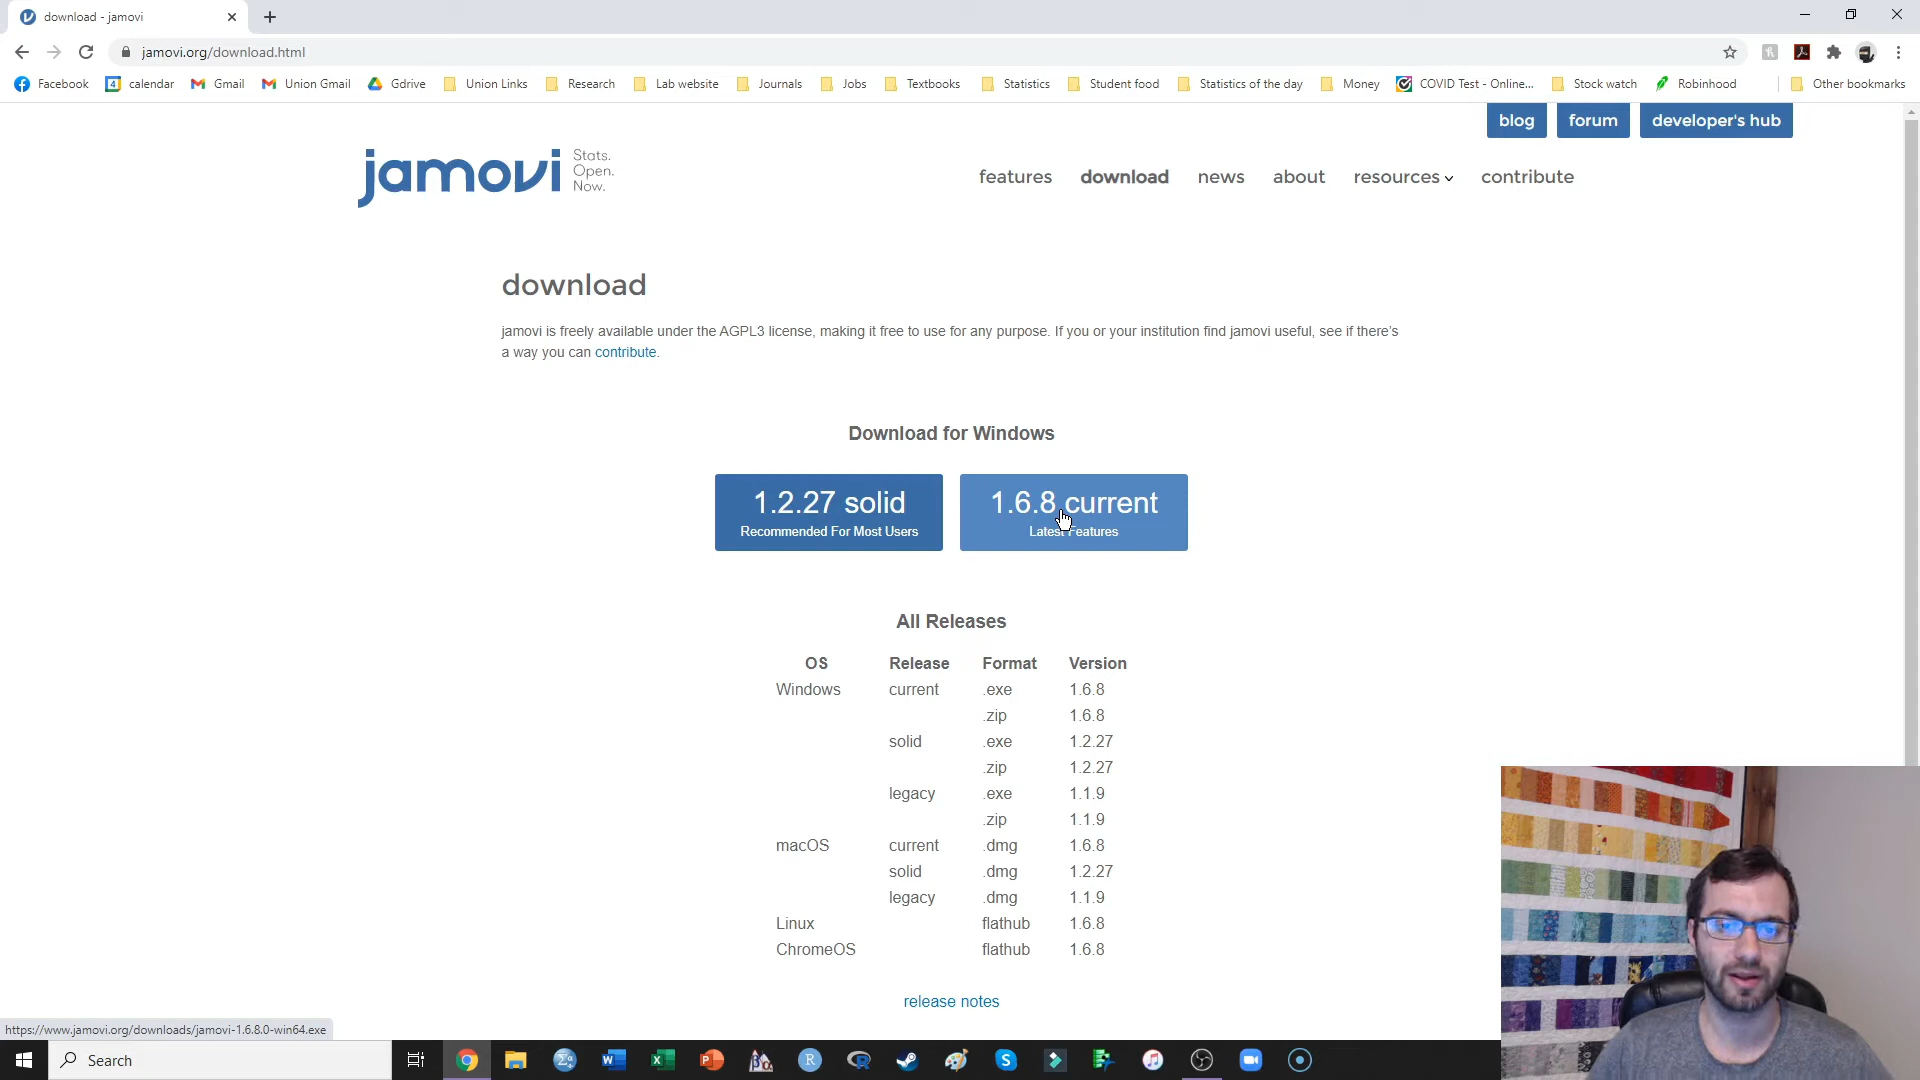 download - jamovi
jamovi.org/download.html
Facebook
calendar
Gmail
Union Gmail
Gdrive
Union Links
Research
Lab website
Journals
Jobs
Textbooks
Statistics
Student food
Statistics of the day
Money
COVID Test - Online...
Stock watch
Robinhood
Other bookmarks
blog
forum
developer's hub
jamovi
Stats.
Open.
Now.
features
download
news
about
resources
contribute
download
jamovi is freely available under the AGPL3 license, making it free to use for any purpose. If you or your institution find jamovi useful, see if there's
a way you can contribute.
Download for Windows
1.2.27 solid
Recommended For Most Users
1.6.8 current
Latest Features
All Releases
OS Release Format Version
Windows current .exe 1.6.8
.zip 1.6.8
solid .exe 1.2.27
.zip 1.2.27
legacy .exe 1.1.9
.zip 1.1.9
macOS current .dmg 1.6.8
solid .dmg 1.2.27
legacy .dmg 1.1.9
Linux flathub 1.6.8
ChromeOS flathub 1.6.8
release notes
https://www.jamovi.org/downloads/jamovi-1.6.8.0-win64.exe
Search